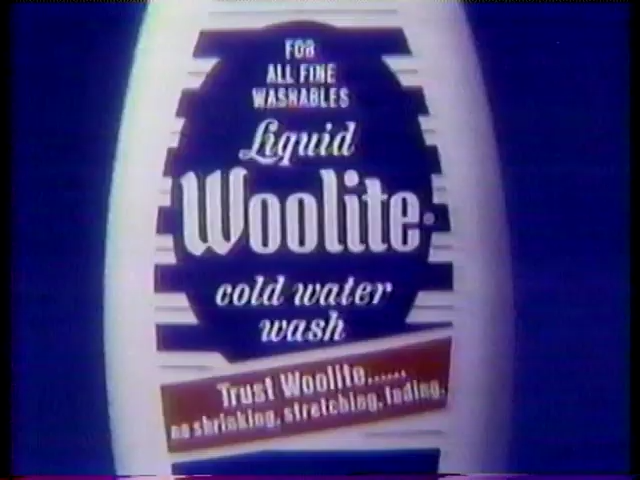 FOR
ALL FINE
WASHABLES
Liquid
Woolite®
cold water
wash
Trust Woolite......
no shrinking, stretching, fading.